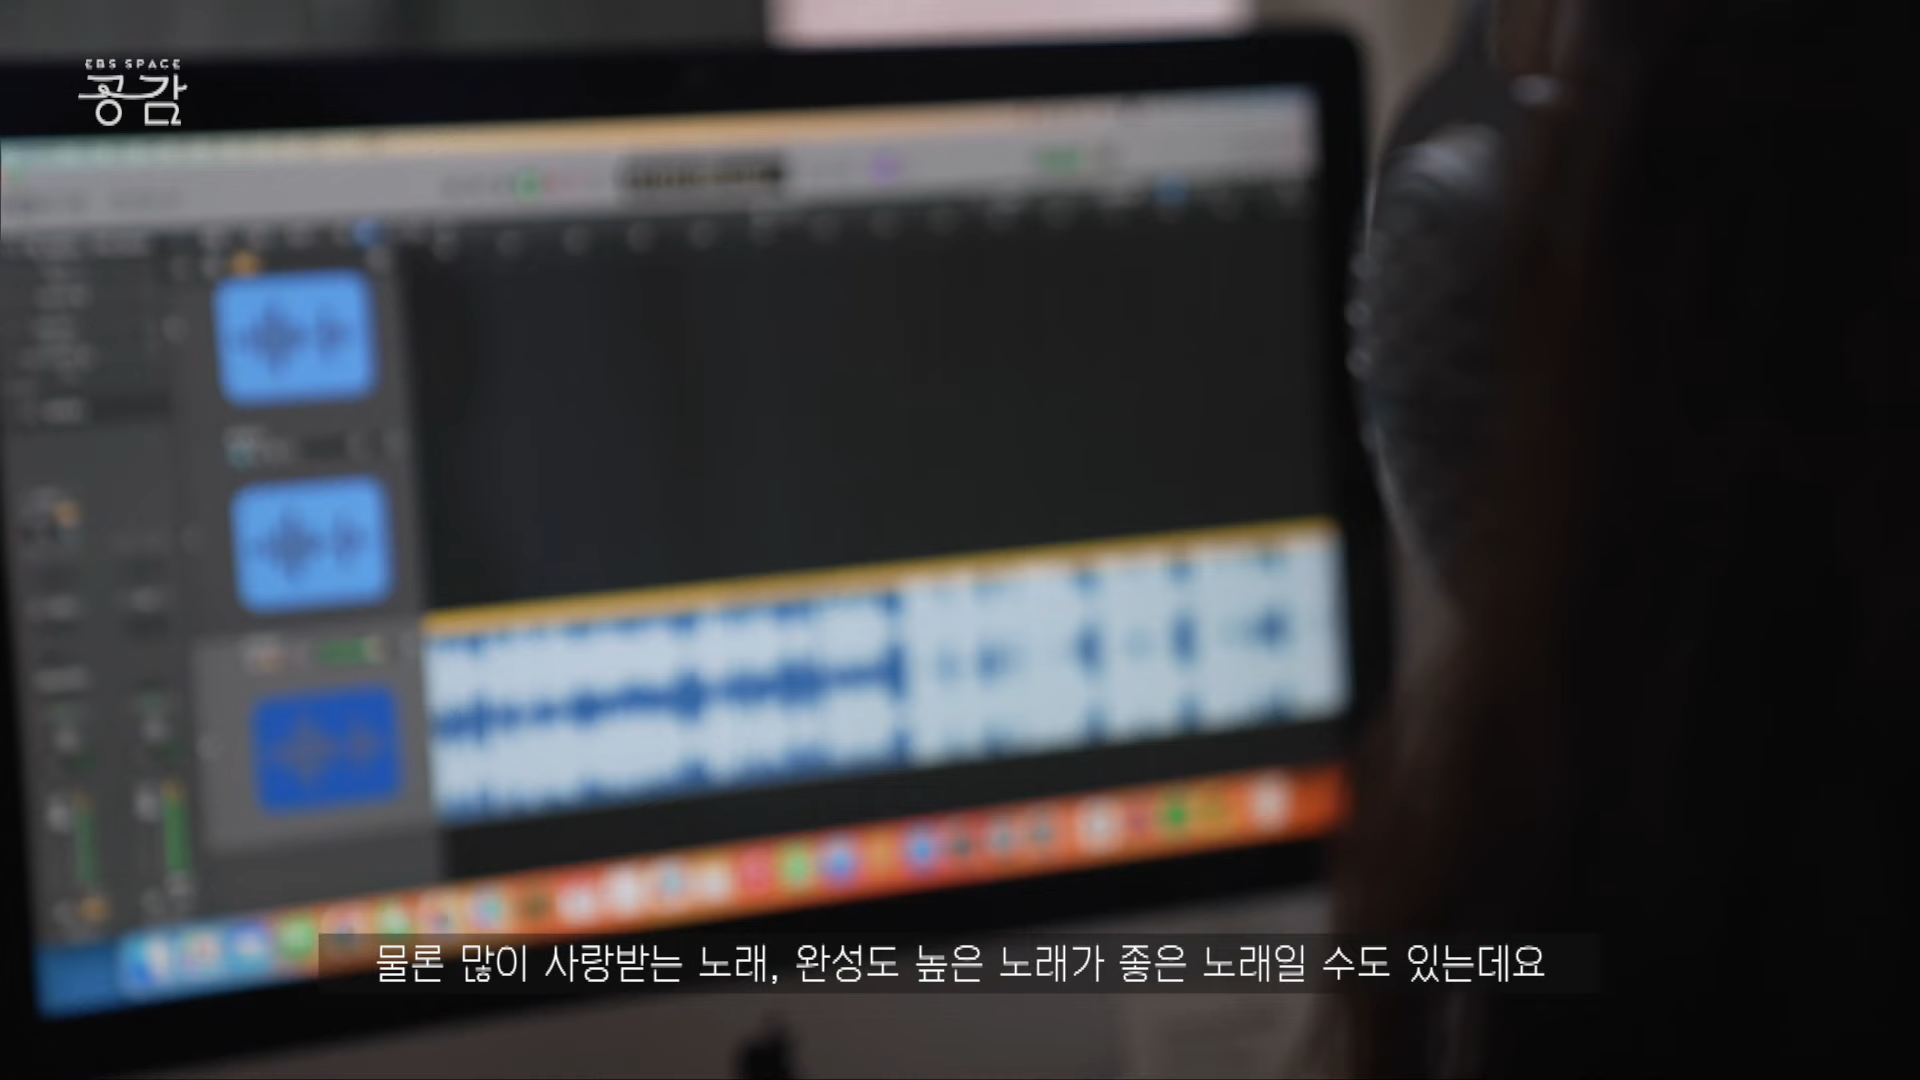 EBS SPACE
공감
물론 많이 사랑받는 노래, 완성도 높은 노래가 좋은 노래일 수도 있는데요